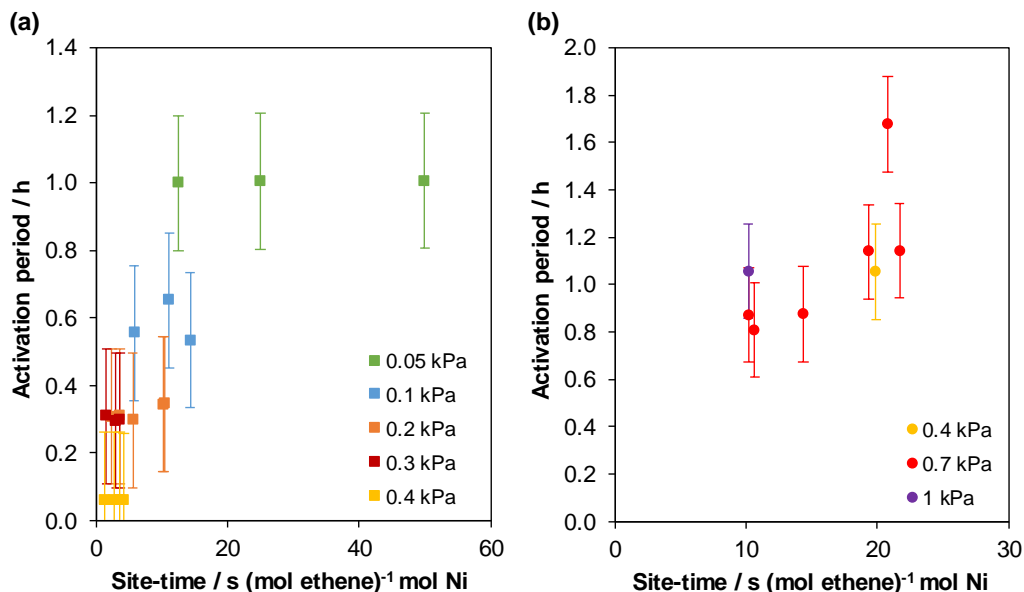 (a)
Activation period / h
1.4
1.2
1.0
0.8
0.6
0.4
0.2
0.0
0
20
40
60
Site-time / s (mol ethene)⁻¹ mol Ni
0.05 kPa
0.1 kPa
0.2 kPa
0.3 kPa
0.4 kPa
(b)
Activation period / h
2.0
1.8
1.6
1.4
1.2
1.0
0.8
0.6
0.4
0.2
0.0
0
10
20
30
Site-time / s (mol ethene)⁻¹ mol Ni
0.4 kPa
0.7 kPa
1 kPa